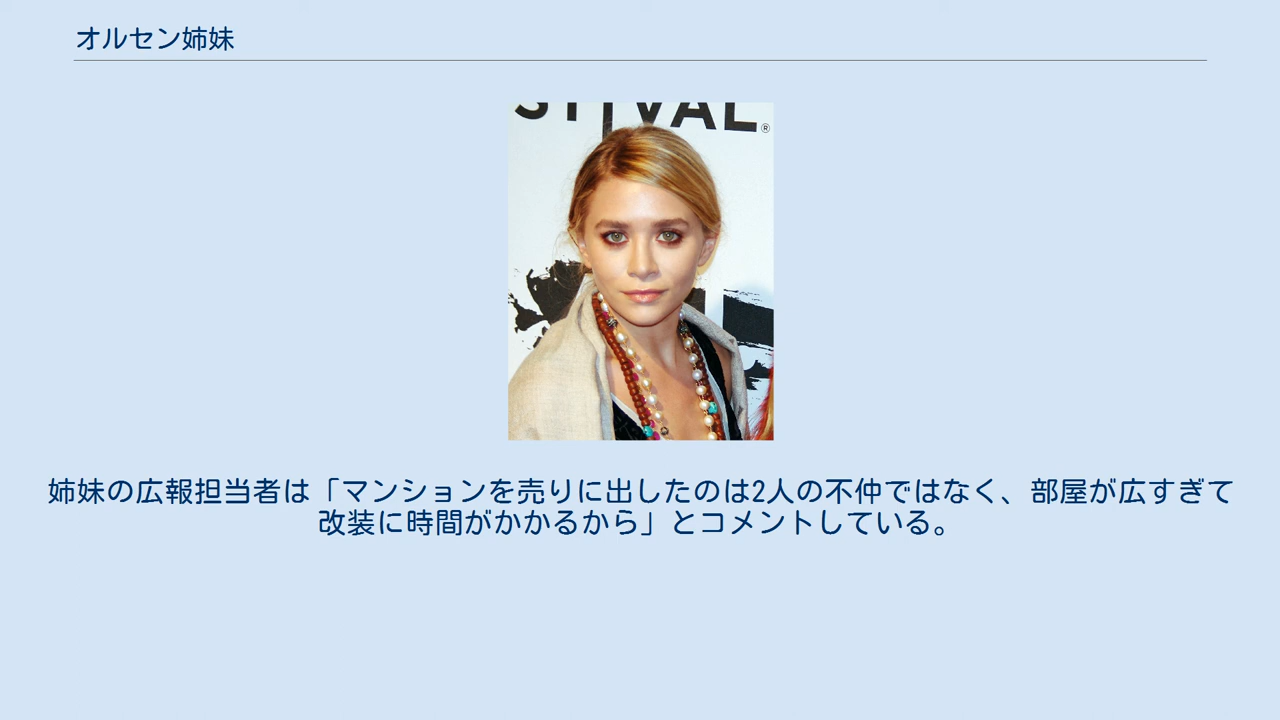 オルセン姉妹
STIVAL®
姉妹の広報担当者は「マンションを売りに出したのは2人の不仲ではなく、部屋が広すぎて
改装に時間がかかるから」とコメントしている。